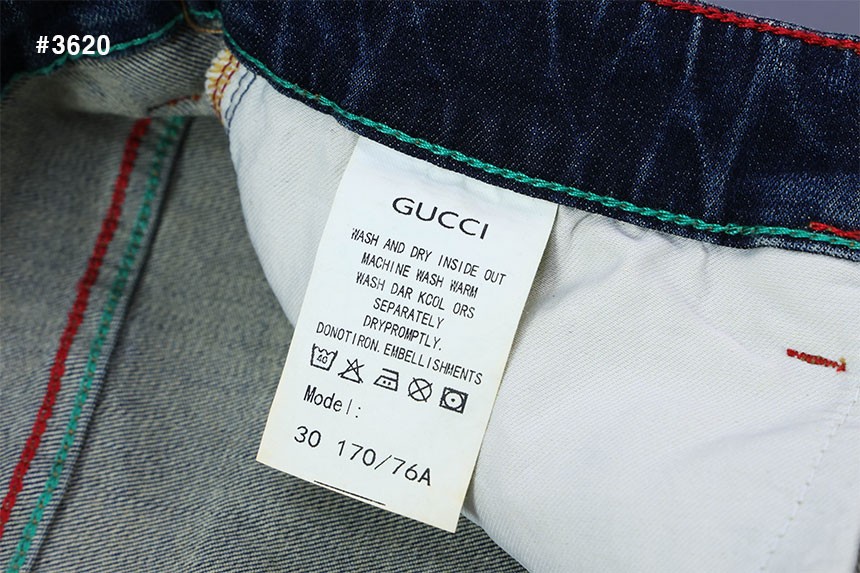 #3620
GUCCI
WASH AND DRY INSIDE OUT
MACHINE WASH WARM
WASH DAR KCOL ORS
SEPARATELY
DRYPROMPTLY.
DONOTIRON.EMBELLISHMENTS
40
Model:
30 170/76A